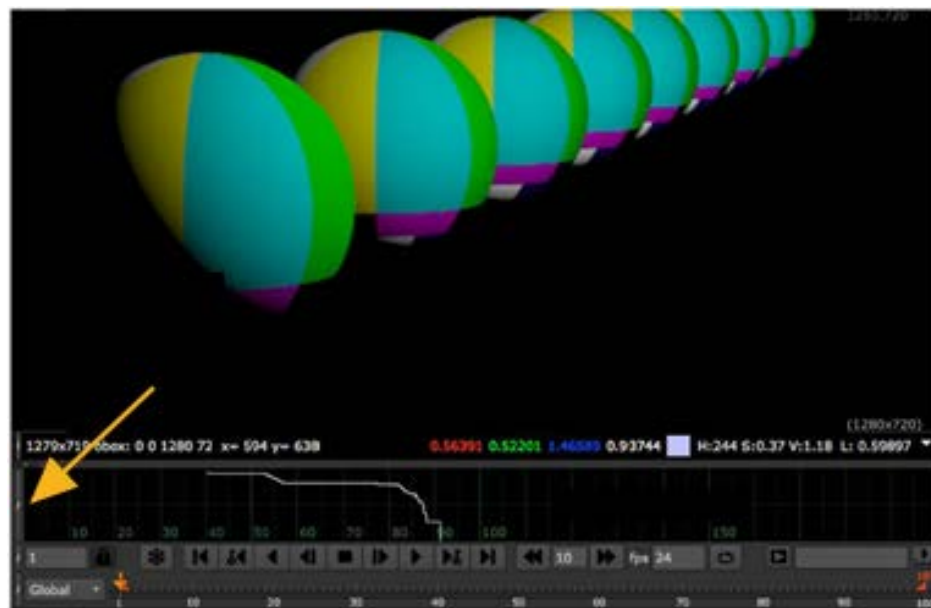 1280,720
(1280x720)
1279x719 bbox: 0 0 1280 72 x= 594 y= 638 0.56391 0.52201 1.46585 0.93744 H:244 S:0.37 V:1.18 L: 0.59897
10 20 30 40 50 60 70 80 90 100 150
1 10 fps 24
Global
1 10 20 30 40 50 60 70 80 90 100